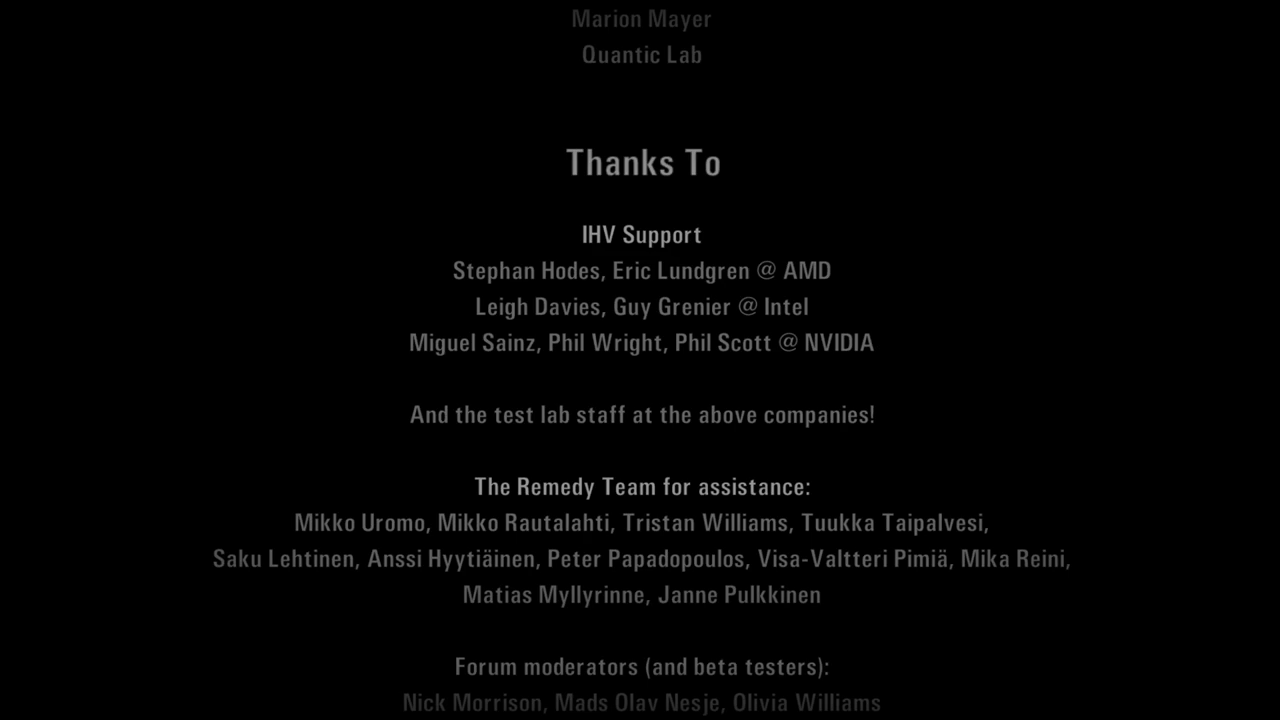 Marion Mayer
Quantic Lab
Thanks To
IHV Support
Stephan Hodes, Eric Lundgren @ AMD
Leigh Davies, Guy Grenier @ Intel
Miguel Sainz, Phil Wright, Phil Scott @ NVIDIA
And the test lab staff at the above companies!
The Remedy Team for assistance:
Mikko Uromo, Mikko Rautalahti, Tristan Williams, Tuukka Taipalvesi,
Saku Lehtinen, Anssi Hyytiäinen, Peter Papadopoulos, Visa-Valtteri Pimiä, Mika Reini,
Matias Myllyrinne, Janne Pulkkinen
Forum moderators (and beta testers):
Nick Morrison, Mads Olav Nesje, Olivia Williams